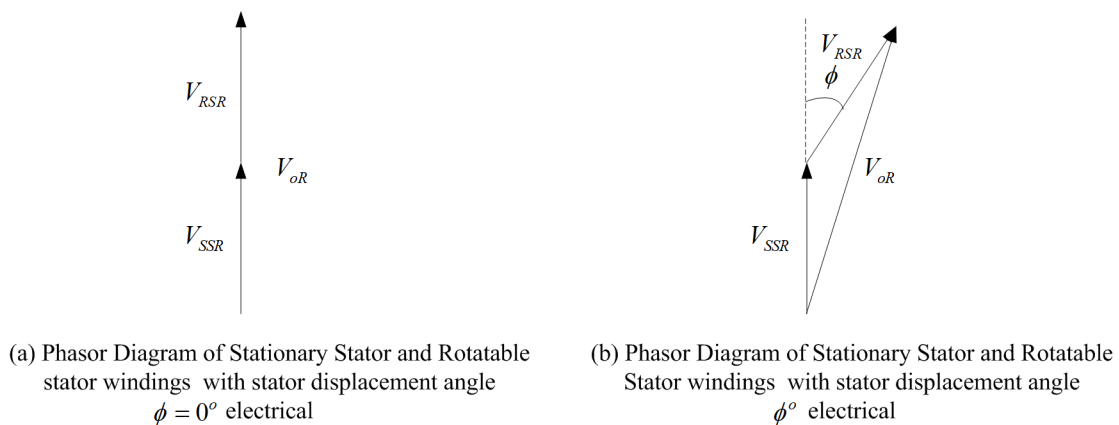 V_RSR
V_oR
V_SSR
(a) Phasor Diagram of Stationary Stator and Rotatable
stator windings with stator displacement angle
ϕ = 0° electrical
V_RSR
ϕ
V_oR
V_SSR
(b) Phasor Diagram of Stationary Stator and Rotatable
Stator windings with stator displacement angle
ϕ° electrical